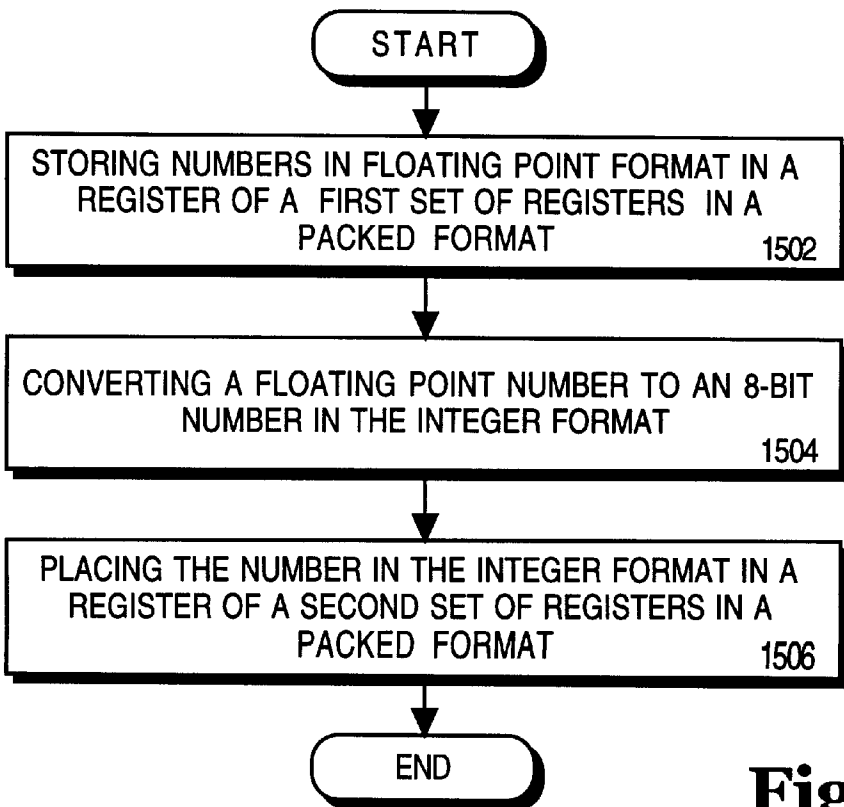 START
STORING NUMBERS IN FLOATING POINT FORMAT IN A
REGISTER OF A FIRST SET OF REGISTERS IN A
PACKED FORMAT
1502
CONVERTING A FLOATING POINT NUMBER TO AN 8-BIT
NUMBER IN THE INTEGER FORMAT
1504
PLACING THE NUMBER IN THE INTEGER FORMAT IN A
REGISTER OF A SECOND SET OF REGISTERS IN A
PACKED FORMAT
1506
END
Fig